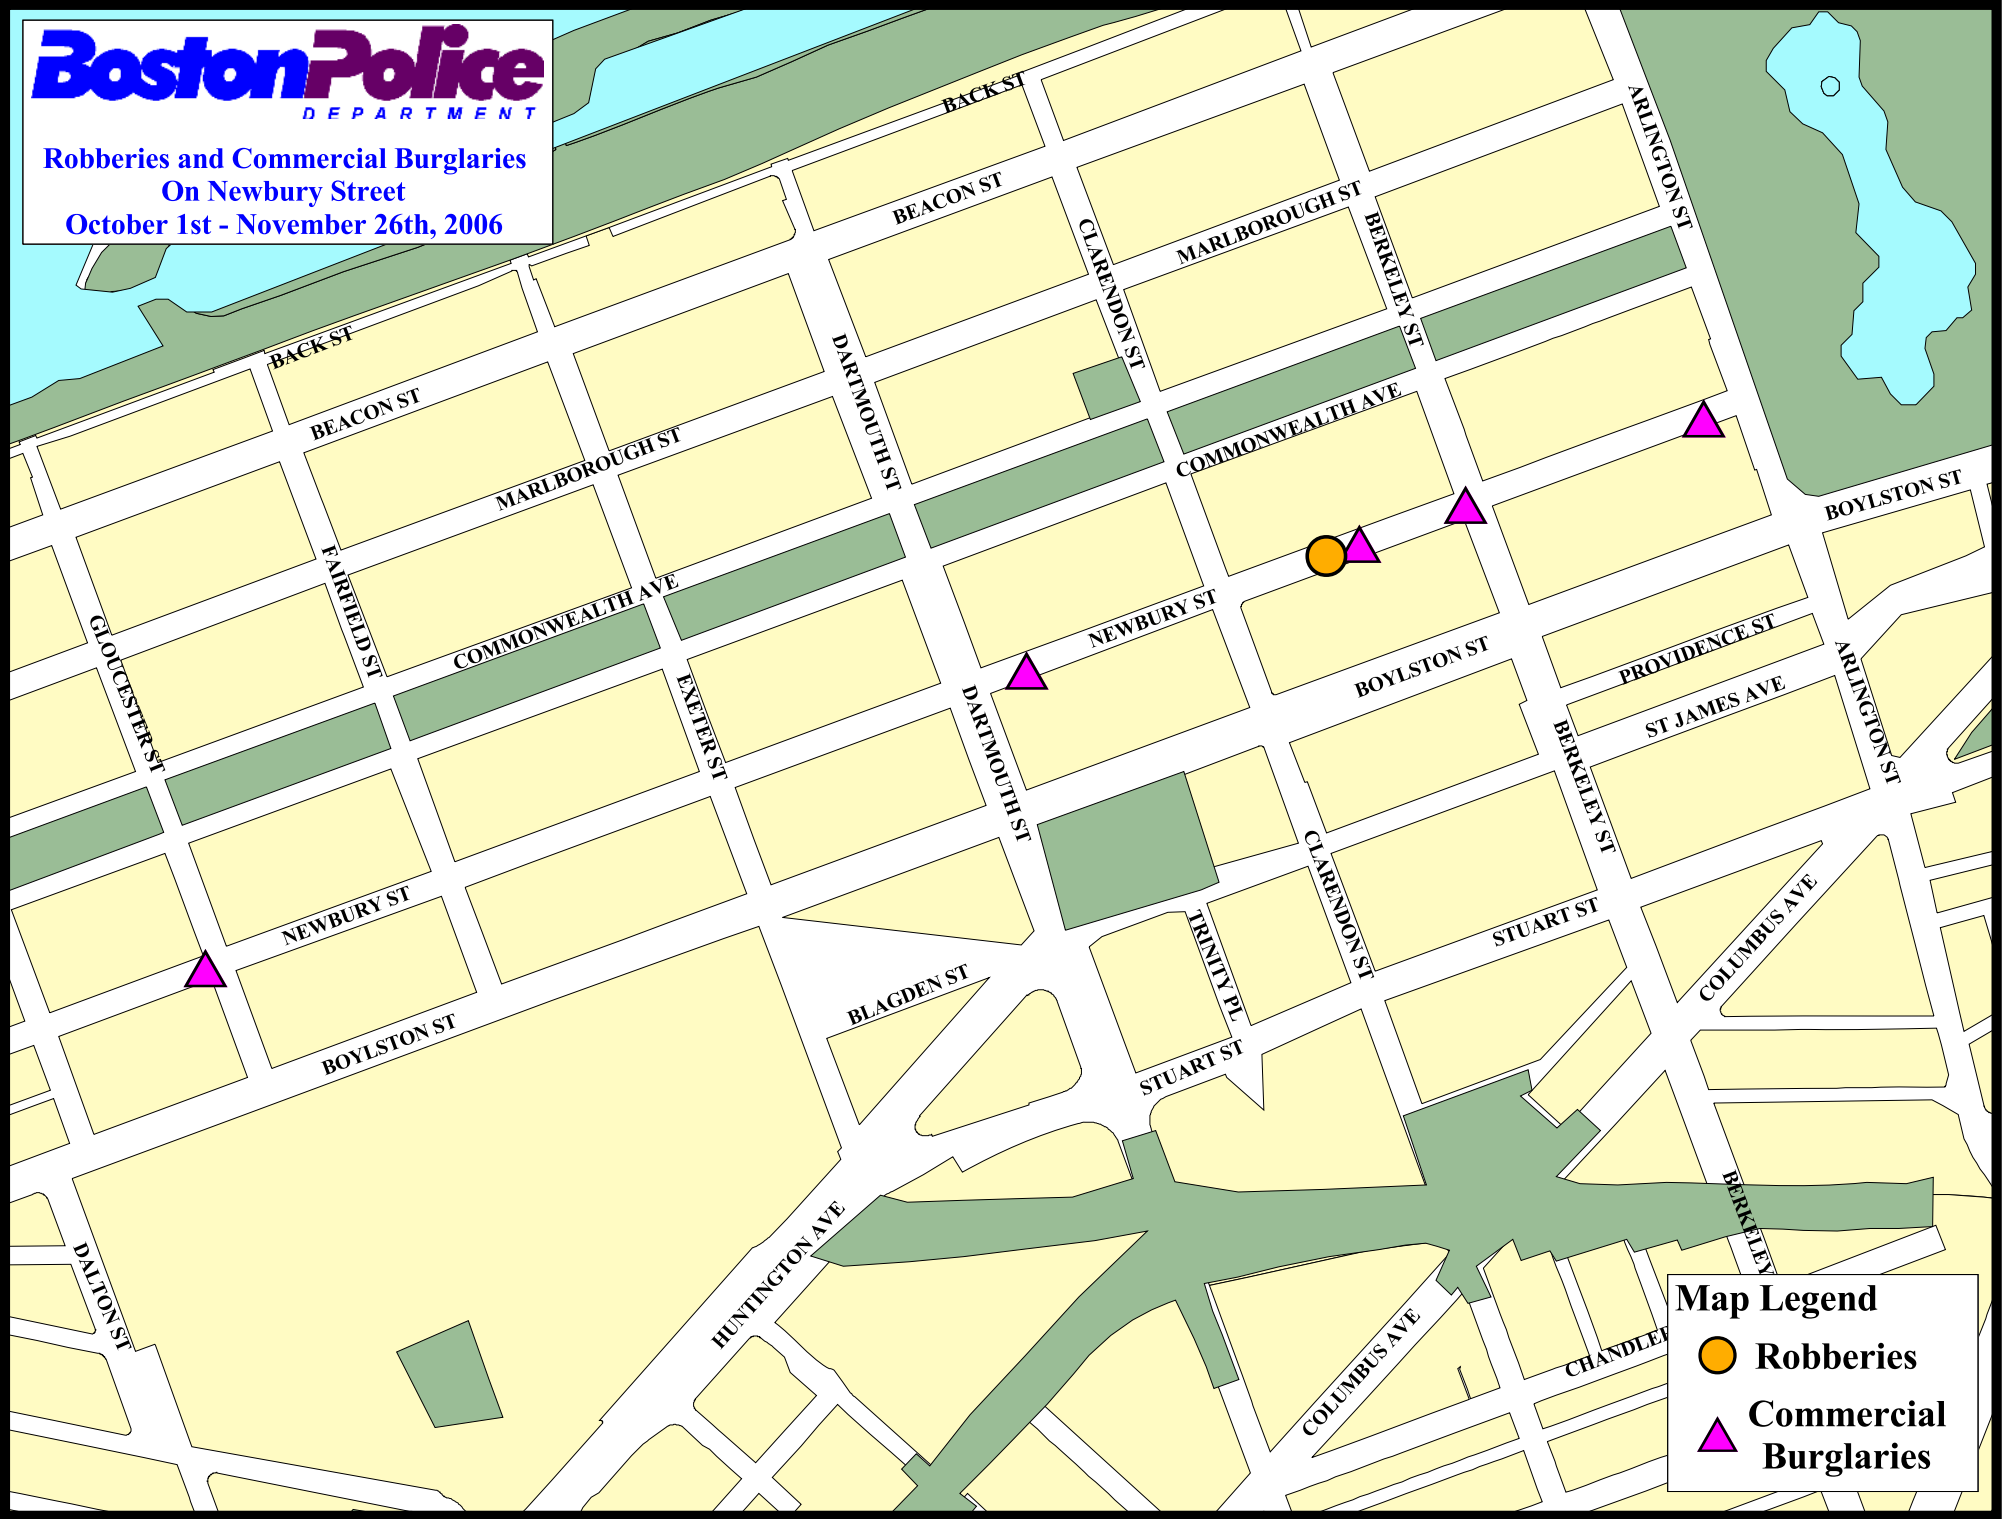 BostonPolice
DEPARTMENT
Robberies and Commercial Burglaries
On Newbury Street
October 1st - November 26th, 2006
BACK ST
BEACON ST
MARLBOROUGH ST
ARLINGTON ST
CLARENDON ST
BERKELEY ST
BACK ST
BEACON ST
MARLBOROUGH ST
DARTMOUTH ST
COMMONWEALTH AVE
BOYLSTON ST
FAIRFIELD ST
COMMONWEALTH AVE
GLOUCESTER ST
NEWBURY ST
EXETER ST
BOYLSTON ST
PROVIDENCE ST
ST JAMES AVE
ARLINGTON ST
DARTMOUTH ST
BERKELEY ST
NEWBURY ST
CLARENDON ST
TRINITY PL
STUART ST
COLUMBUS AVE
BLAGDEN ST
BOYLSTON ST
STUART ST
BERKELEY
DALTON ST
HUNTINGTON AVE
COLUMBUS AVE
CHANDLER
Map Legend
Robberies
Commercial
Burglaries